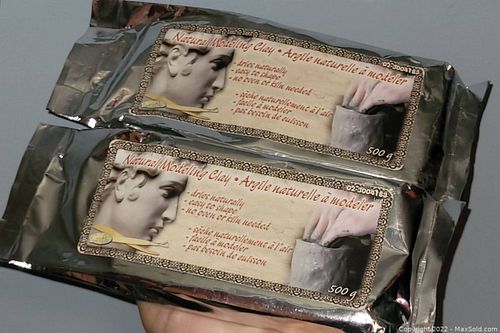 Natural Modeling Clay • Argile naturelle à modeler
- dries naturally
- easy to shape
- no oven or kiln needed
- sèche naturellement à l'air
- facile à modeler
- pas besoin de cuisson
500 g
Natural Modeling Clay • Argile naturelle à modeler
- dries naturally
- easy to shape
- no oven or kiln needed
- sèche naturellement à l'air
- facile à modeler
- pas besoin de cuisson
500 g
Copyright ©2022 - MaxSold.com